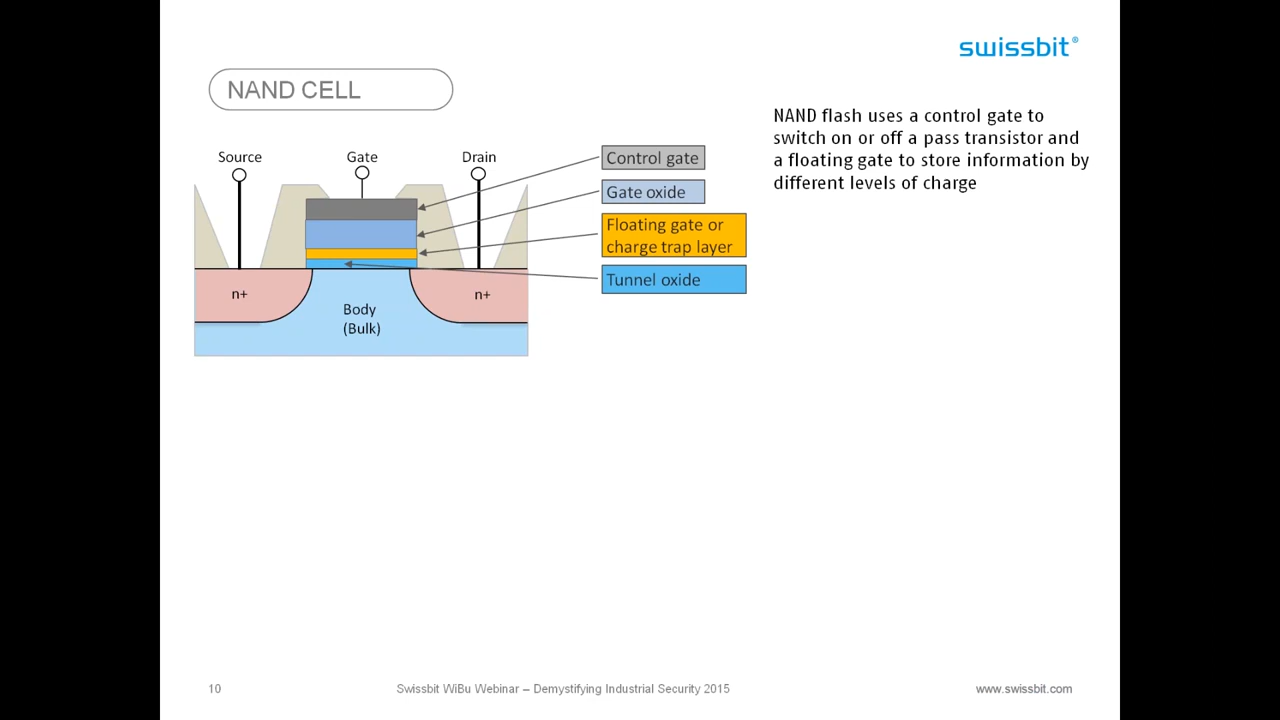 swissbit®
NAND CELL
NAND flash uses a control gate to
switch on or off a pass transistor and
a floating gate to store information by
different levels of charge
Source
Gate
Drain
Control gate
Gate oxide
Floating gate or
charge trap layer
Tunnel oxide
n+
n+
Body
(Bulk)
10
Swissbit WiBu Webinar – Demystifying Industrial Security 2015
www.swissbit.com